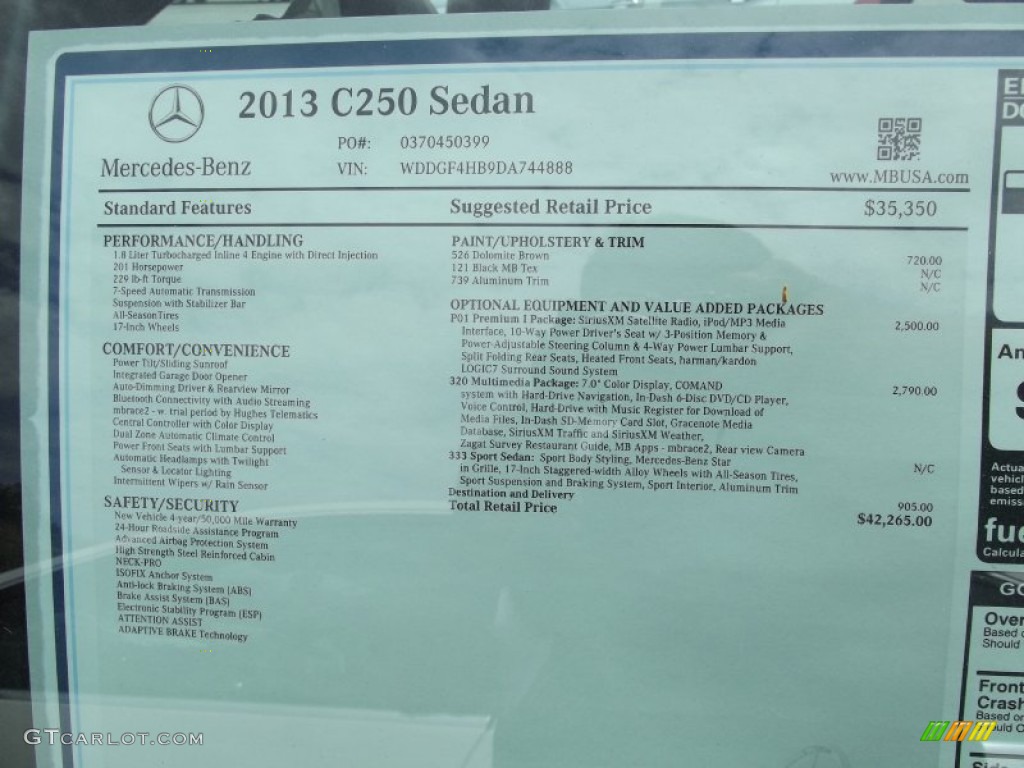 2013 C250 Sedan
PO#: 0370450399
Mercedes-Benz VIN: WDDGF4HB9DA744888
www.MBUSA.com
Standard Features Suggested Retail Price $35,350
PERFORMANCE/HANDLING
1.8 Liter Turbocharged Inline 4 Engine with Direct Injection
201 Horsepower
229 lb-ft Torque
7-Speed Automatic Transmission
Suspension with Stabilizer Bar
All-SeasonTires
17-Inch Wheels
COMFORT/CONVENIENCE
Power Tilt/Sliding Sunroof
Integrated Garage Door Opener
Auto-Dimming Driver & Rearview Mirror
Bluetooth Connectivity with Audio Streaming
mbrace2 - w. trial period by Hughes Telematics
Central Controller with Color Display
Dual Zone Automatic Climate Control
Power Front Seats with Lumbar Support
Automatic Headlamps with Twilight
Sensor & Locator Lighting
Intermittent Wipers w/ Rain Sensor
SAFETY/SECURITY
New Vehicle 4-year/50,000 Mile Warranty
24-Hour Roadside Assistance Program
Advanced Airbag Protection System
High Strength Steel Reinforced Cabin
NECK-PRO
ISOFIX Anchor System
Anti-lock Braking System (ABS)
Brake Assist System (BAS)
Electronic Stability Program (ESP)
ATTENTION ASSIST
ADAPTIVE BRAKE Technology
PAINT/UPHOLSTERY & TRIM
526 Dolomite Brown 720.00
121 Black MB Tex N/C
739 Aluminum Trim N/C
OPTIONAL EQUIPMENT AND VALUE ADDED PACKAGES
P01 Premium I Package: SiriusXM Satellite Radio, iPod/MP3 Media 2,500.00
Interface, 10-Way Power Driver's Seat w/ 3-Position Memory &
Power-Adjustable Steering Column & 4-Way Power Lumbar Support,
Split Folding Rear Seats, Heated Front Seats, harman/kardon
LOGIC7 Surround Sound System
320 Multimedia Package: 7.0" Color Display, COMAND 2,790.00
system with Hard-Drive Navigation, In-Dash 6-Disc DVD/CD Player,
Voice Control, Hard-Drive with Music Register for Download of
Media Files, In-Dash SD-Memory Card Slot, Gracenote Media
Database, SiriusXM Traffic and SiriusXM Weather,
Zagat Survey Restaurant Guide, MB Apps - mbrace2, Rear view Camera
333 Sport Sedan: Sport Body Styling, Mercedes-Benz Star N/C
in Grille, 17-Inch Staggered-width Alloy Wheels with All-Season Tires,
Sport Suspension and Braking System, Sport Interior, Aluminum Trim
Destination and Delivery 905.00
Total Retail Price $42,265.00
Actua
vehicl
based
emiss
fue
Calcula
GO
Over
Based o
Should
Front
Crash
Based on
GTCARLOT.COM